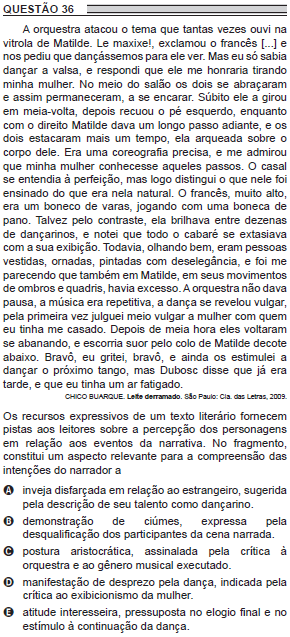 QUESTÃO 36
A orquestra atacou o tema que tantas vezes ouvi na
vitrola de Matilde. Le maxixe!, exclamou o francês [...] e
nos pediu que dançássemos para ele ver. Mas eu só sabia
dançar a valsa, e respondi que ele me honraria tirando
minha mulher. No meio do salão os dois se abraçaram
e assim permaneceram, a se encarar. Súbito ele a girou
em meia-volta, depois recuou o pé esquerdo, enquanto
com o direito Matilde dava um longo passo adiante, e os
dois estacaram mais um tempo, ela arqueada sobre o
corpo dele. Era uma coreografia precisa, e me admirou
que minha mulher conhecesse aqueles passos. O casal
se entendia à perfeição, mas logo distingui o que nele foi
ensinado do que era nela natural. O francês, muito alto,
era um boneco de varas, jogando com uma boneca de
pano. Talvez pelo contraste, ela brilhava entre dezenas
de dançarinos, e notei que todo o cabaré se extasiava
com a sua exibição. Todavia, olhando bem, eram pessoas
vestidas, ornadas, pintadas com deselegância, e foi me
parecendo que também em Matilde, em seus movimentos
de ombros e quadris, havia excesso. A orquestra não dava
pausa, a música era repetitiva, a dança se revelou vulgar,
pela primeira vez julguei meio vulgar a mulher com quem
eu tinha me casado. Depois de meia hora eles voltaram
se abanando, e escorria suor pelo colo de Matilde decote
abaixo. Bravô, eu gritei, bravô, e ainda os estimulei a
dançar o próximo tango, mas Dubosc disse que já era
tarde, e que eu tinha um ar fatigado.
CHICO BUARQUE. Leite derramado. São Paulo: Cia. das Letras, 2009.
Os recursos expressivos de um texto literário fornecem
pistas aos leitores sobre a percepção dos personagens
em relação aos eventos da narrativa. No fragmento,
constitui um aspecto relevante para a compreensão das
intenções do narrador a
A inveja disfarçada em relação ao estrangeiro, sugerida
pela descrição de seu talento como dançarino.
B demonstração de ciúmes, expressa pela
desqualificação dos participantes da cena narrada.
C postura aristocrática, assinalada pela crítica à
orquestra e ao gênero musical executado.
D manifestação de desprezo pela dança, indicada pela
crítica ao exibicionismo da mulher.
E atitude interesseira, pressuposta no elogio final e no
estímulo à continuação da dança.